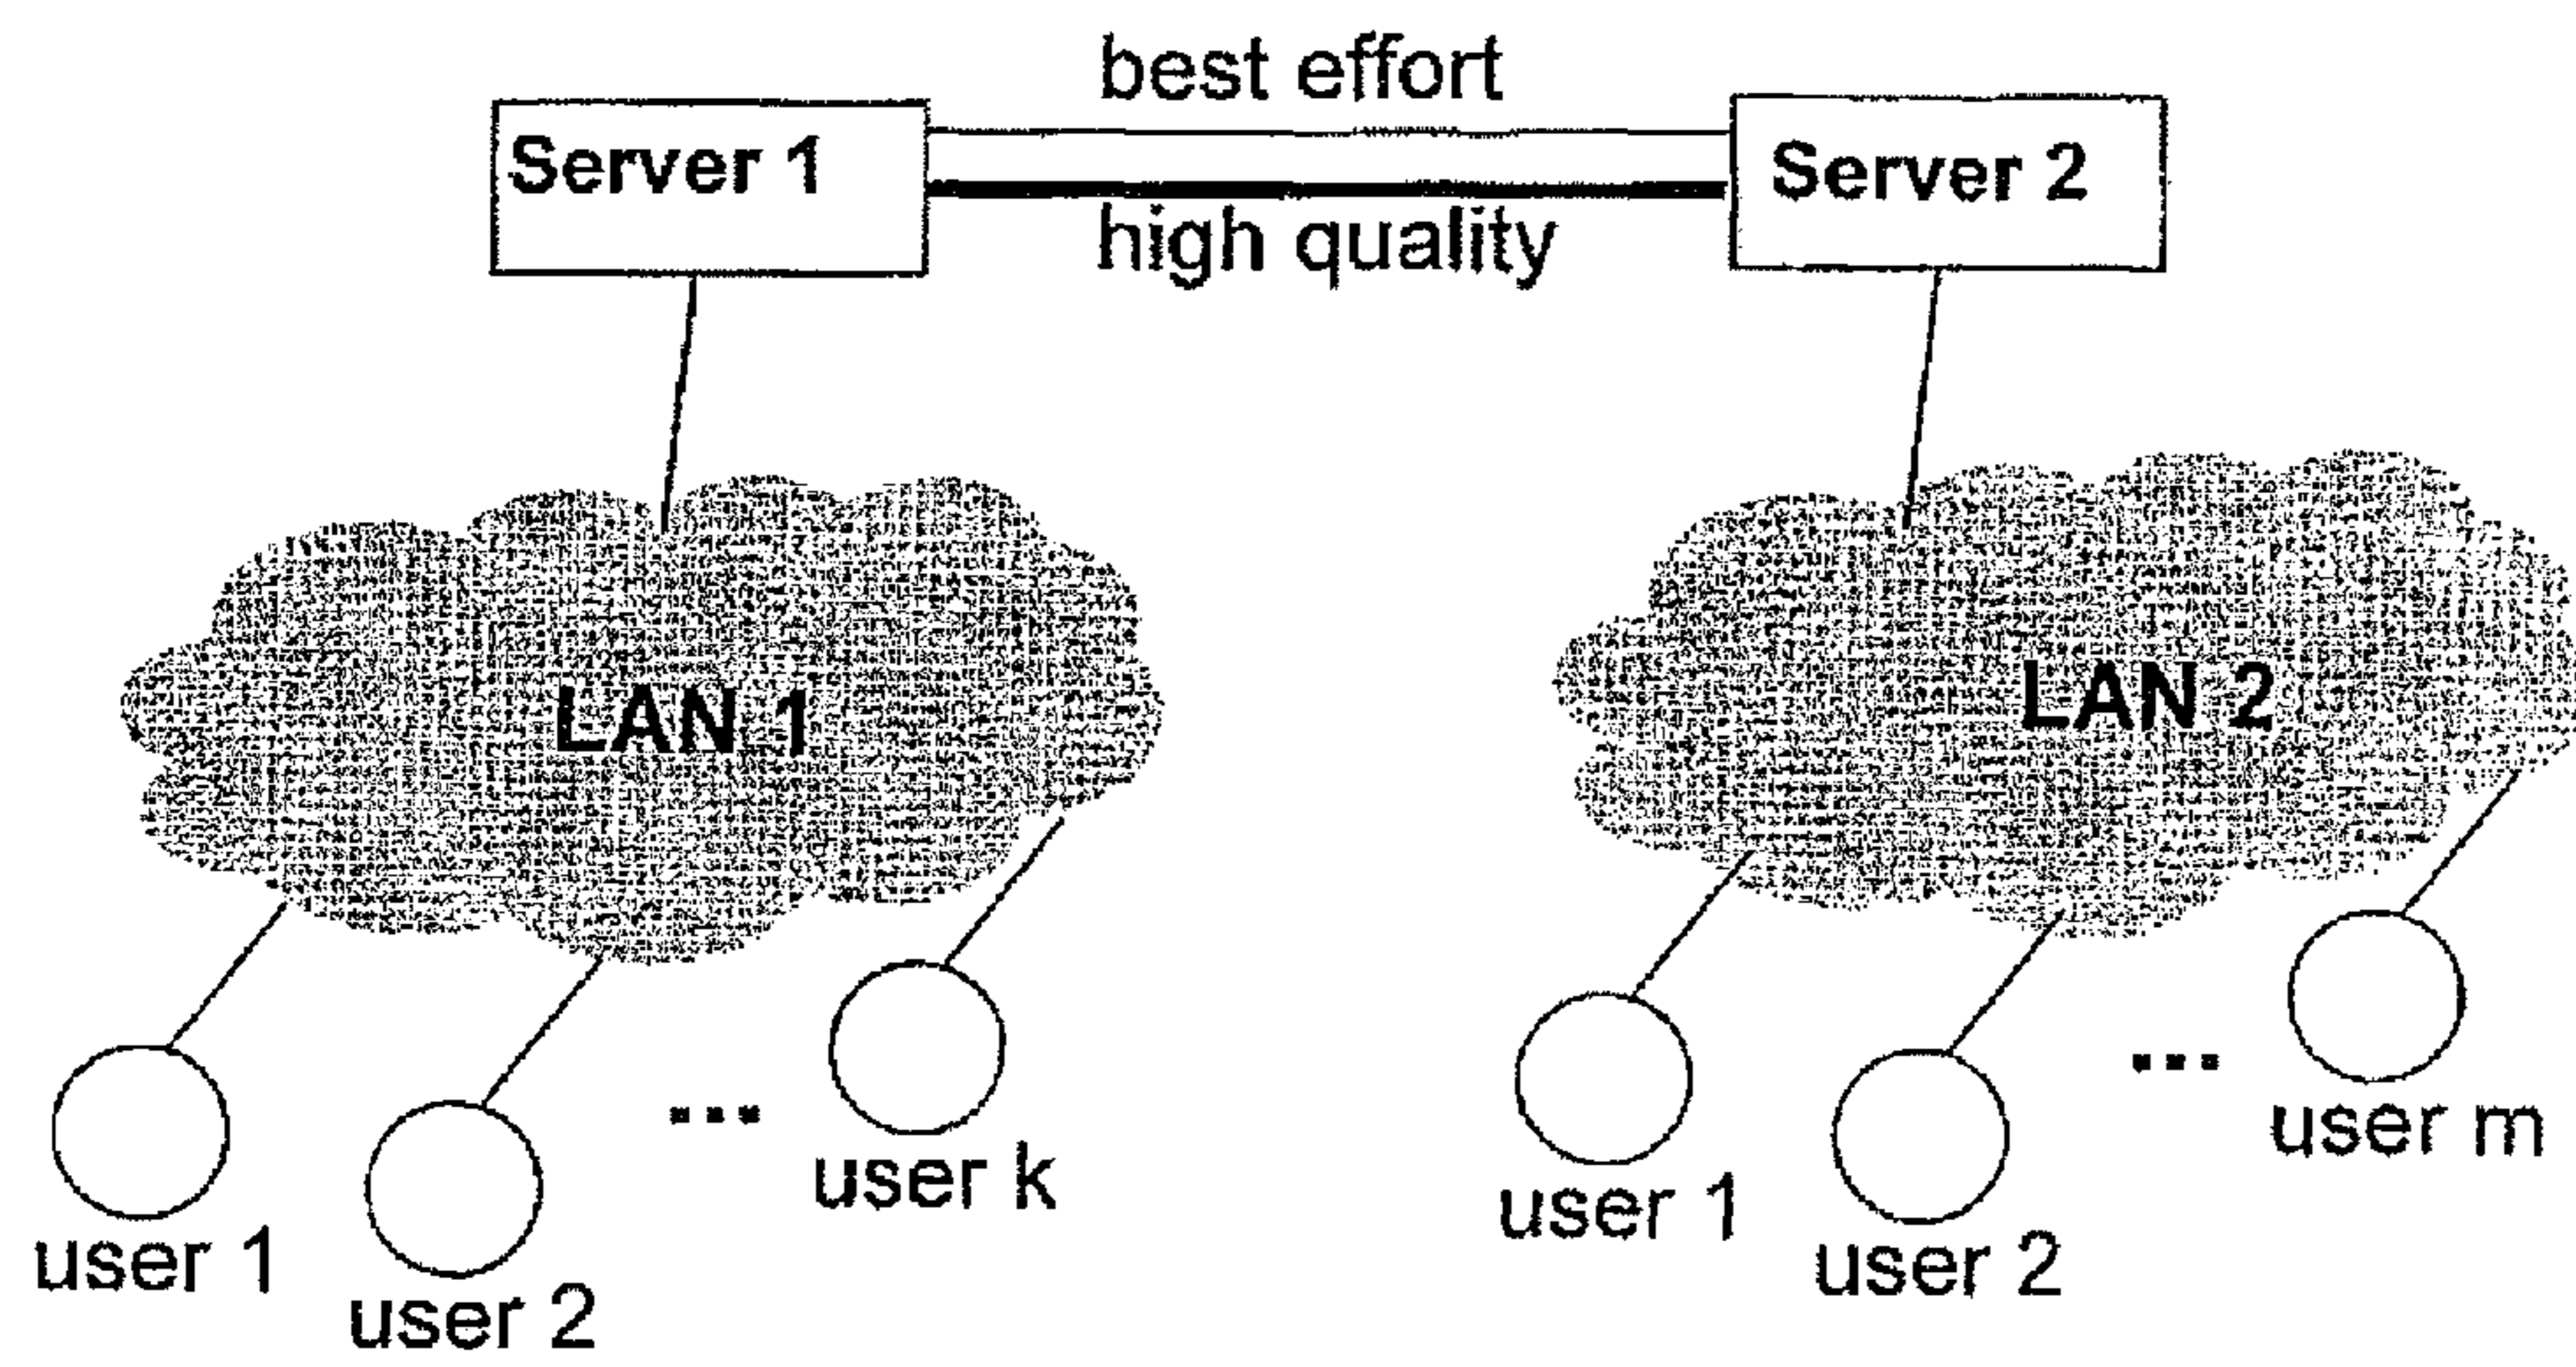 best effort
Server 1
Server 2
high quality
LAN 1
LAN 2
...
user k
user 1
user 2
...
user m
user 1
user 2